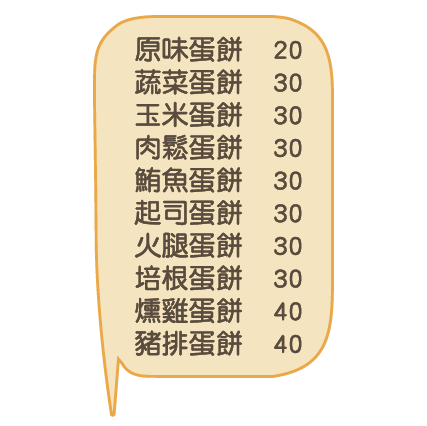 原味蛋餅 20
蔬菜蛋餅 30
玉米蛋餅 30
肉鬆蛋餅 30
鮪魚蛋餅 30
起司蛋餅 30
火腿蛋餅 30
培根蛋餅 30
燻雞蛋餅 40
豬排蛋餅 40